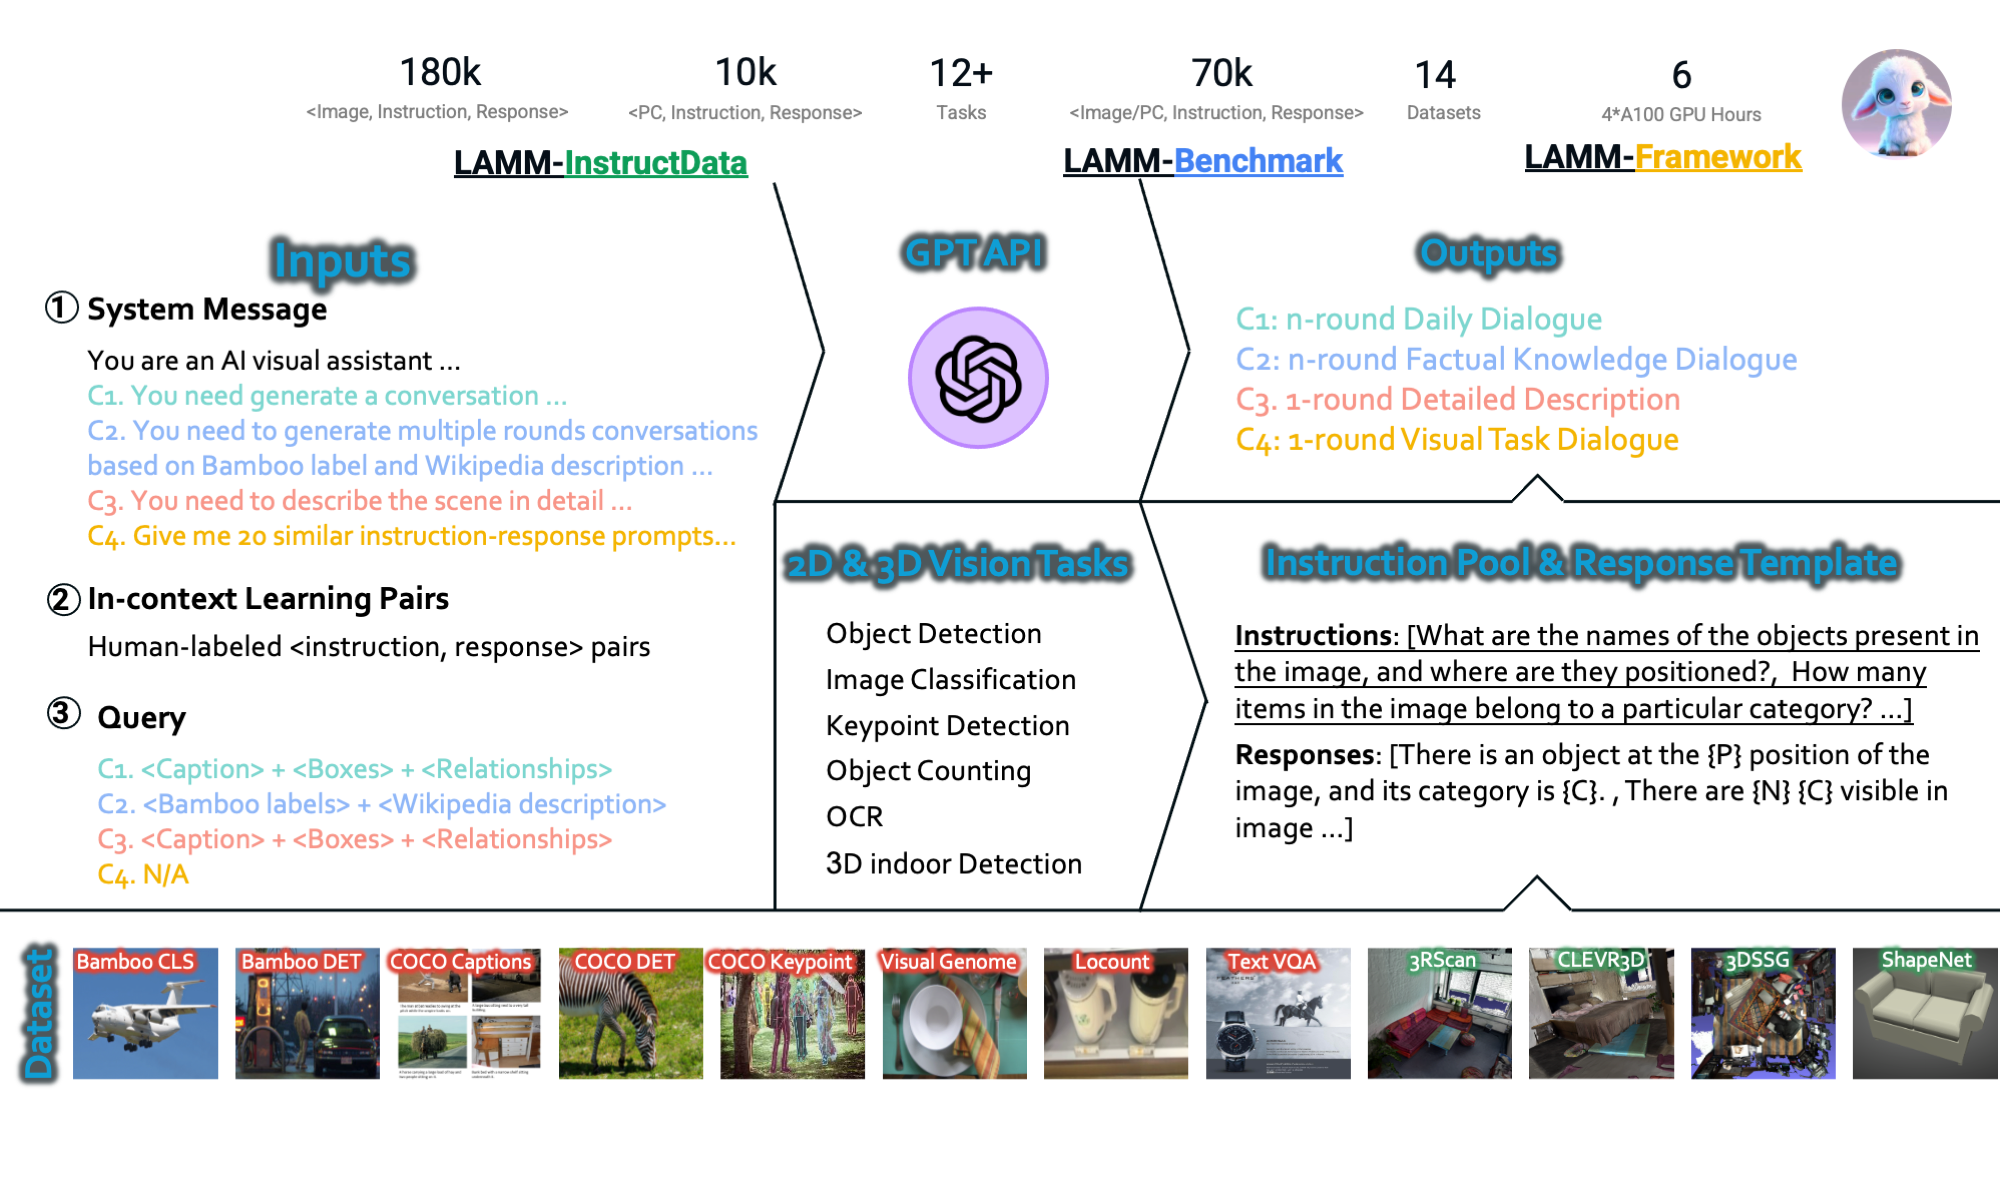 180k
<Image, Instruction, Response>
10k
<PC, Instruction, Response>
12+
Tasks
70k
<Image/PC, Instruction, Response>
14
Datasets
6
4*A100 GPU Hours
LAMM-InstructData
LAMM-Benchmark
LAMM-Framework
Inputs
1 System Message
You are an AI visual assistant ...
C1. You need generate a conversation ...
C2. You need to generate multiple rounds conversations
based on Bamboo label and Wikipedia description ...
C3. You need to describe the scene in detail ...
C4. Give me 20 similar instruction-response prompts...
2 In-context Learning Pairs
Human-labeled <instruction, response> pairs
3 Query
C1. <Caption> + <Boxes> + <Relationships>
C2. <Bamboo labels> + <Wikipedia description>
C3. <Caption> + <Boxes> + <Relationships>
C4. N/A
GPT API
Outputs
C1: n-round Daily Dialogue
C2: n-round Factual Knowledge Dialogue
C3. 1-round Detailed Description
C4: 1-round Visual Task Dialogue
2D & 3D Vision Tasks
Object Detection
Image Classification
Keypoint Detection
Object Counting
OCR
3D indoor Detection
Instruction Pool & Response Template
Instructions: [What are the names of the objects present in
the image, and where are they positioned?, How many
items in the image belong to a particular category? ...]
Responses: [There is an object at the {P} position of the
image, and its category is {C}. , There are {N} {C} visible in
image ...]
Dataset
Bamboo CLS
Bamboo DET
COCO Captions
COCO DET
COCO Keypoint
Visual Genome
Locount
Text VQA
3RScan
CLEVR3D
3DSSG
ShapeNet